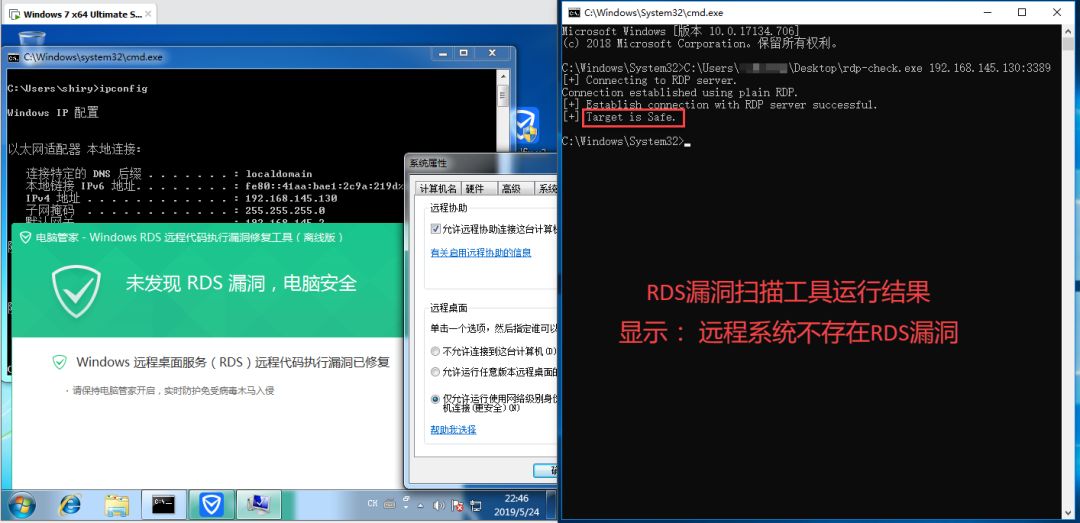 Windows 7 x64 Ultimate S...
C:\Windows\system32\cmd.exe
C:\Users\shiry>ipconfig
Windows IP 配置
以太网适配器 本地连接:
连接特定的 DNS 后缀 . . . . . . . : localdomain
本地链接 IPv6 地址. . . . . . . . : fe80::41aa:bae1:2c9a:219d
IPv4 地址 . . . . . . . . . . . . : 192.168.145.130
子网掩码 . . . . . . . . . . . . : 255.255.255.0
默认网关. . . . . . . . . . . . . : 192.168.145.2
电脑管家 - Windows RDS 远程代码执行漏洞修复工具(离线版)
未发现 RDS 漏洞，电脑安全
Windows 远程桌面服务(RDS)远程代码执行漏洞已修复
· 请保持电脑管家开启，实时防护免受病毒木马入侵
系统属性
计算机名 硬件 高级 系统
远程协助
允许远程协助连接这台计算机
有关启用远程协助的信息
远程桌面
单击一个选项，然后指定谁可以
不允许连接到这台计算机(D)
允许运行任意版本远程桌面的
仅允许运行使用网络级别身份
机连接(更安全)(N)
帮助我选择
CH
22:46
2019/5/24
C:\Windows\System32\cmd.exe
Microsoft Windows [版本 10.0.17134.706]
(c) 2018 Microsoft Corporation。保留所有权利。
C:\Windows\System32>C:\Users\ \Desktop\rdp-check.exe 192.168.145.130:3389
[+] Connecting to RDP server.
Connection established using plain RDP.
[+] Establish connection with RDP server successful.
[+] Target is Safe.
C:\Windows\System32>
RDS漏洞扫描工具运行结果
显示： 远程系统不存在RDS漏洞